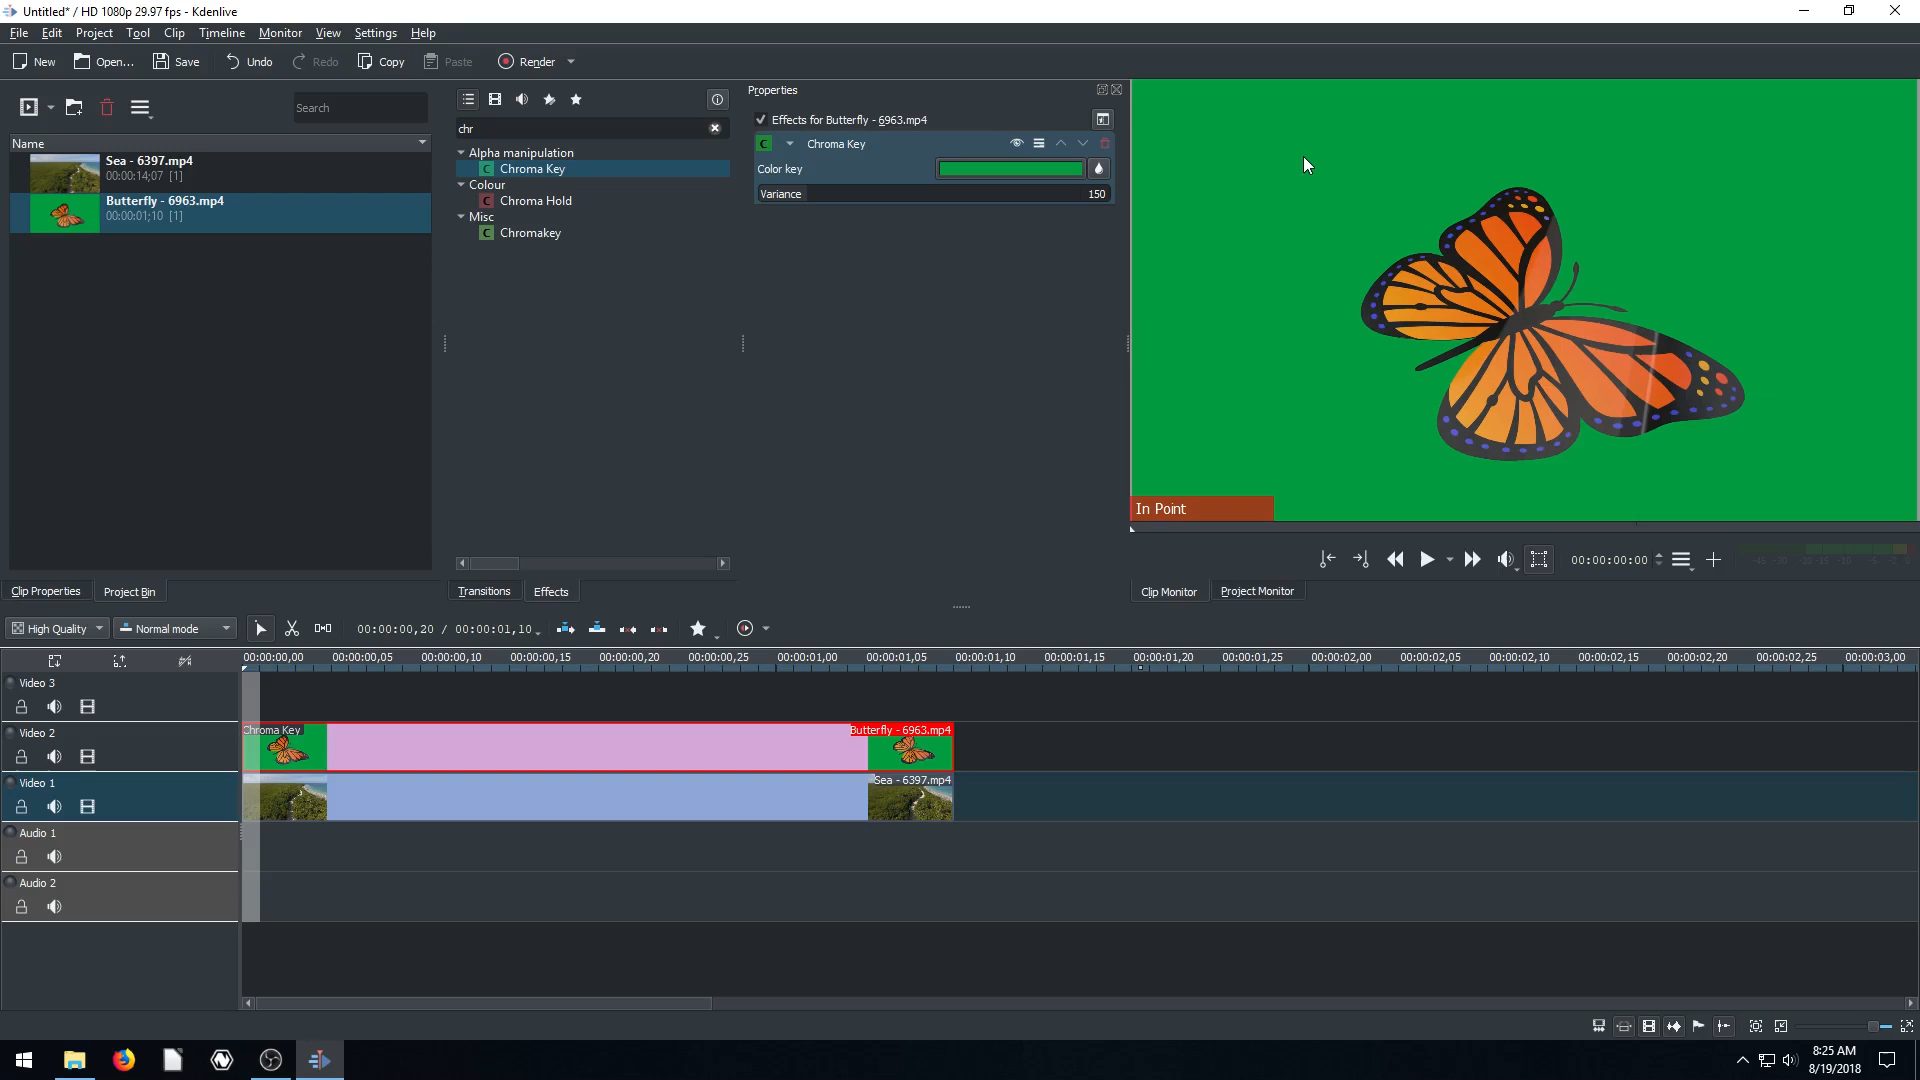 Untitled* / HD 1080p 29.97 fps - Kdenlive
File Edit Project Tool Clip Timeline Monitor View Settings Help
New Open... Save Undo Redo Copy Paste Render
Search
Name
Sea - 6397.mp4
00:00:14;07 [1]
Butterfly - 6963.mp4
00:00:01;10 [1]
chr
Alpha manipulation
C Chroma Key
Colour
C Chroma Hold
Misc
C Chromakey
Properties
Effects for Butterfly - 6963.mp4
C Chroma Key
Color key
Variance 150
In Point
00:00:00:00
-45 -30 -20 -15 -10 -5 -2 0
Clip Properties Project Bin
Transitions Effects
Clip Monitor Project Monitor
High Quality Normal mode 00:00:00,20 / 00:00:01,10
00:00:00,00 00:00:00,05 00:00:00,10 00:00:00,15 00:00:00,20 00:00:00,25 00:00:01,00 00:00:01,05 00:00:01,10 00:00:01,15 00:00:01,20 00:00:01,25 00:00:02,00 00:00:02,05 00:00:02,10 00:00:02,15 00:00:02,20 00:00:02,25 00:00:03,00
Video 3
Video 2
Chroma Key Butterfly - 6963.mp4
Video 1
Sea - 6397.mp4
Audio 1
Audio 2
8:25 AM
8/19/2018